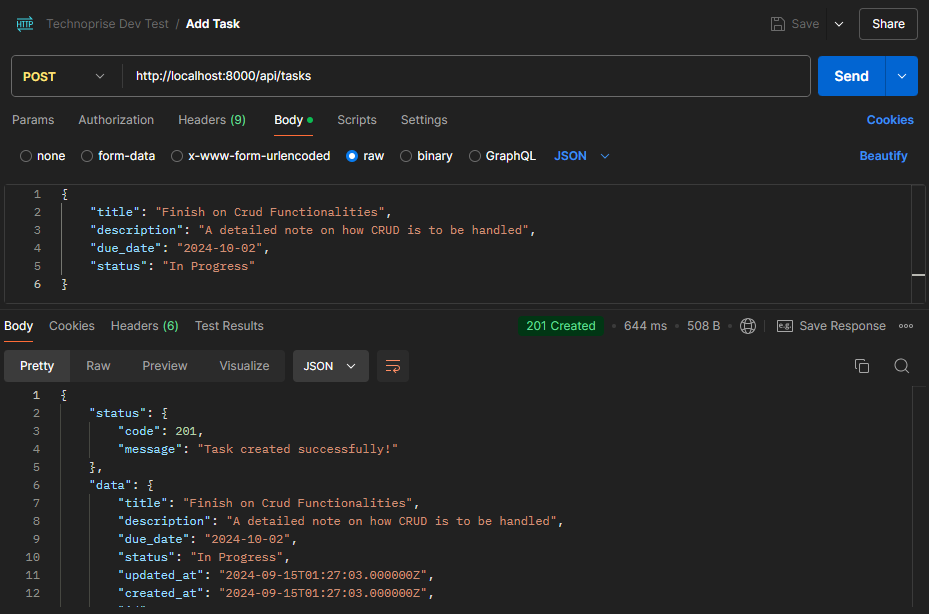 HTTP Technoprise Dev Test / Add Task Save Share
POST http://localhost:8000/api/tasks Send
Params Authorization Headers (9) Body Scripts Settings Cookies
none form-data x-www-form-urlencoded raw binary GraphQL JSON Beautify
1 {
2 "title": "Finish on Crud Functionalities",
3 "description": "A detailed note on how CRUD is to be handled",
4 "due_date": "2024-10-02",
5 "status": "In Progress"
6 }
Body Cookies Headers (6) Test Results 201 Created 644 ms 508 B e.g. Save Response
Pretty Raw Preview Visualize JSON
1 {
2 "status": {
3 "code": 201,
4 "message": "Task created successfully!"
5 },
6 "data": {
7 "title": "Finish on Crud Functionalities",
8 "description": "A detailed note on how CRUD is to be handled",
9 "due_date": "2024-10-02",
10 "status": "In Progress",
11 "updated_at": "2024-09-15T01:27:03.000000Z",
12 "created_at": "2024-09-15T01:27:03.000000Z",